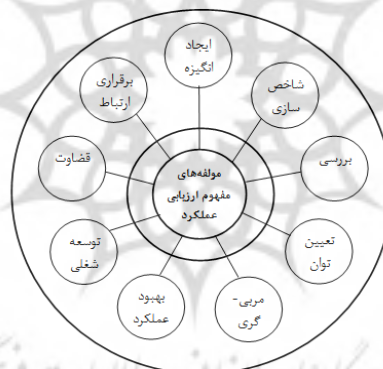 ایجاد
انگیزه
شاخص
سازی
بررسی
تعیین
توان
مربی-
گری
بهبود
عملکرد
توسعه
شغلی
قضاوت
برقراری
ارتباط
مولفه‌های
مفهوم ارزیابی
عملکرد